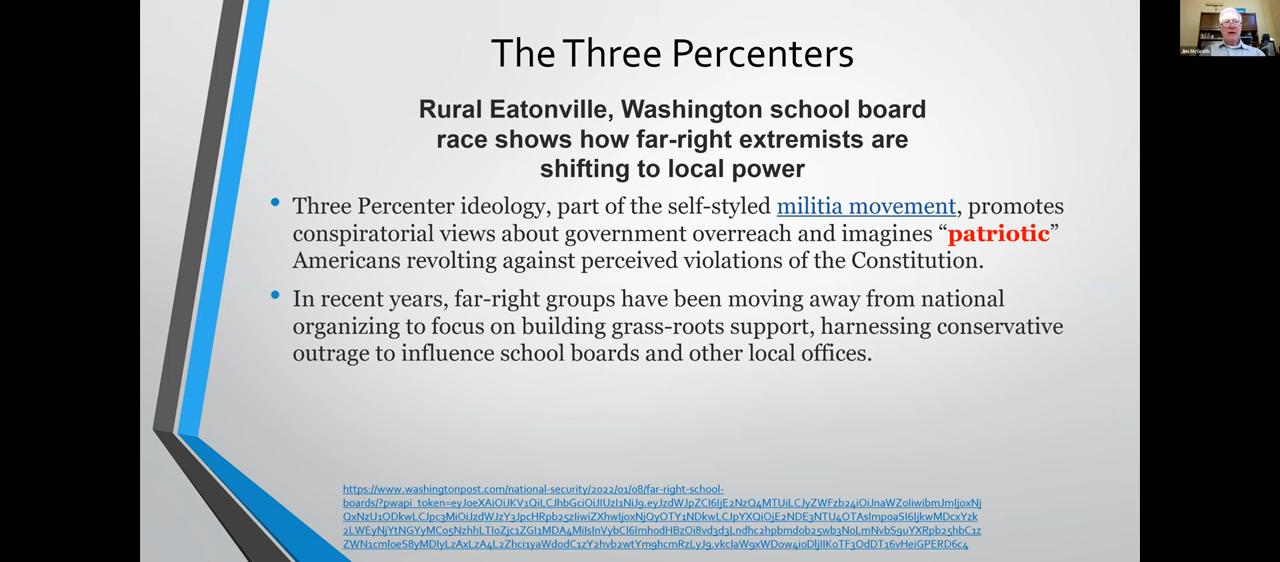 The Three Percenters
Jim McGrath
Rural Eatonville, Washington school board
race shows how far-right extremists are
shifting to local power
• Three Percenter ideology, part of the self-styled militia movement, promotes
conspiratorial views about government overreach and imagines “patriotic”
Americans revolting against perceived violations of the Constitution.
• In recent years, far-right groups have been moving away from national
organizing to focus on building grass-roots support, harnessing conservative
outrage to influence school boards and other local offices.
https://www.washingtonpost.com/national-security/2022/01/08/far-right-school-